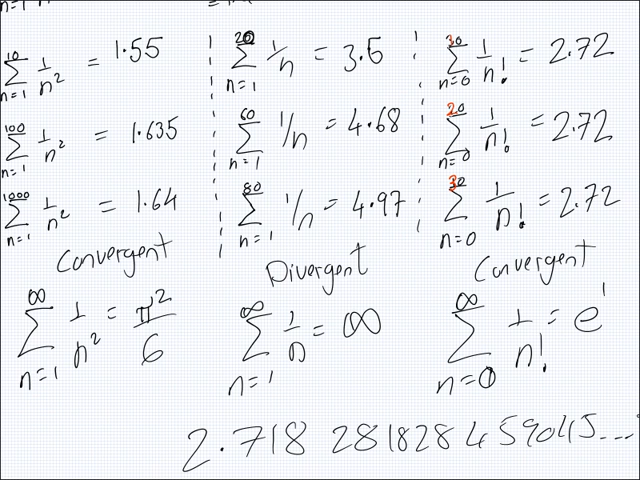 ∑_{n=1}^{10} 1/n² = 1.55
∑_{n=1}^{100} 1/n² = 1.635
∑_{n=1}^{1000} 1/n² = 1.64
Convergent
∑_{n=1}^{∞} 1/n² = π²/6
∑_{n=1}^{20} 1/n = 3.6
∑_{n=1}^{60} 1/n = 4.68
∑_{n=1}^{80} 1/n = 4.97
Divergent
∑_{n=1}^{∞} 1/n = ∞
∑_{n=0}^{30} 1/n! = 2.72
∑_{n=0}^{20} 1/n! = 2.72
∑_{n=0}^{30} 1/n! = 2.72
Convergent
∑_{n=0}^{∞} 1/n! = e¹
2.718 281828459045...